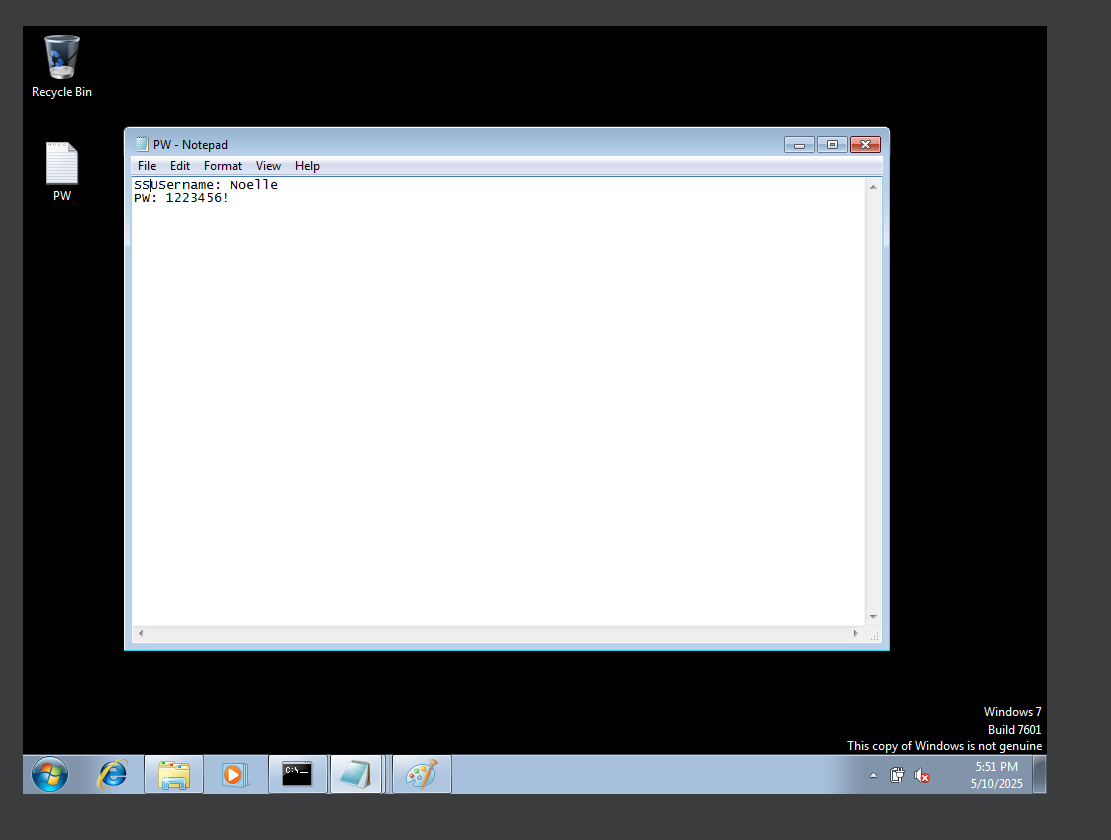 Recycle Bin
PW
PW - Notepad
File Edit Format View Help
SSUSername: Noelle
PW: 1223456!
Windows 7
Build 7601
This copy of Windows is not genuine
C:\_
5:51 PM
5/10/2025